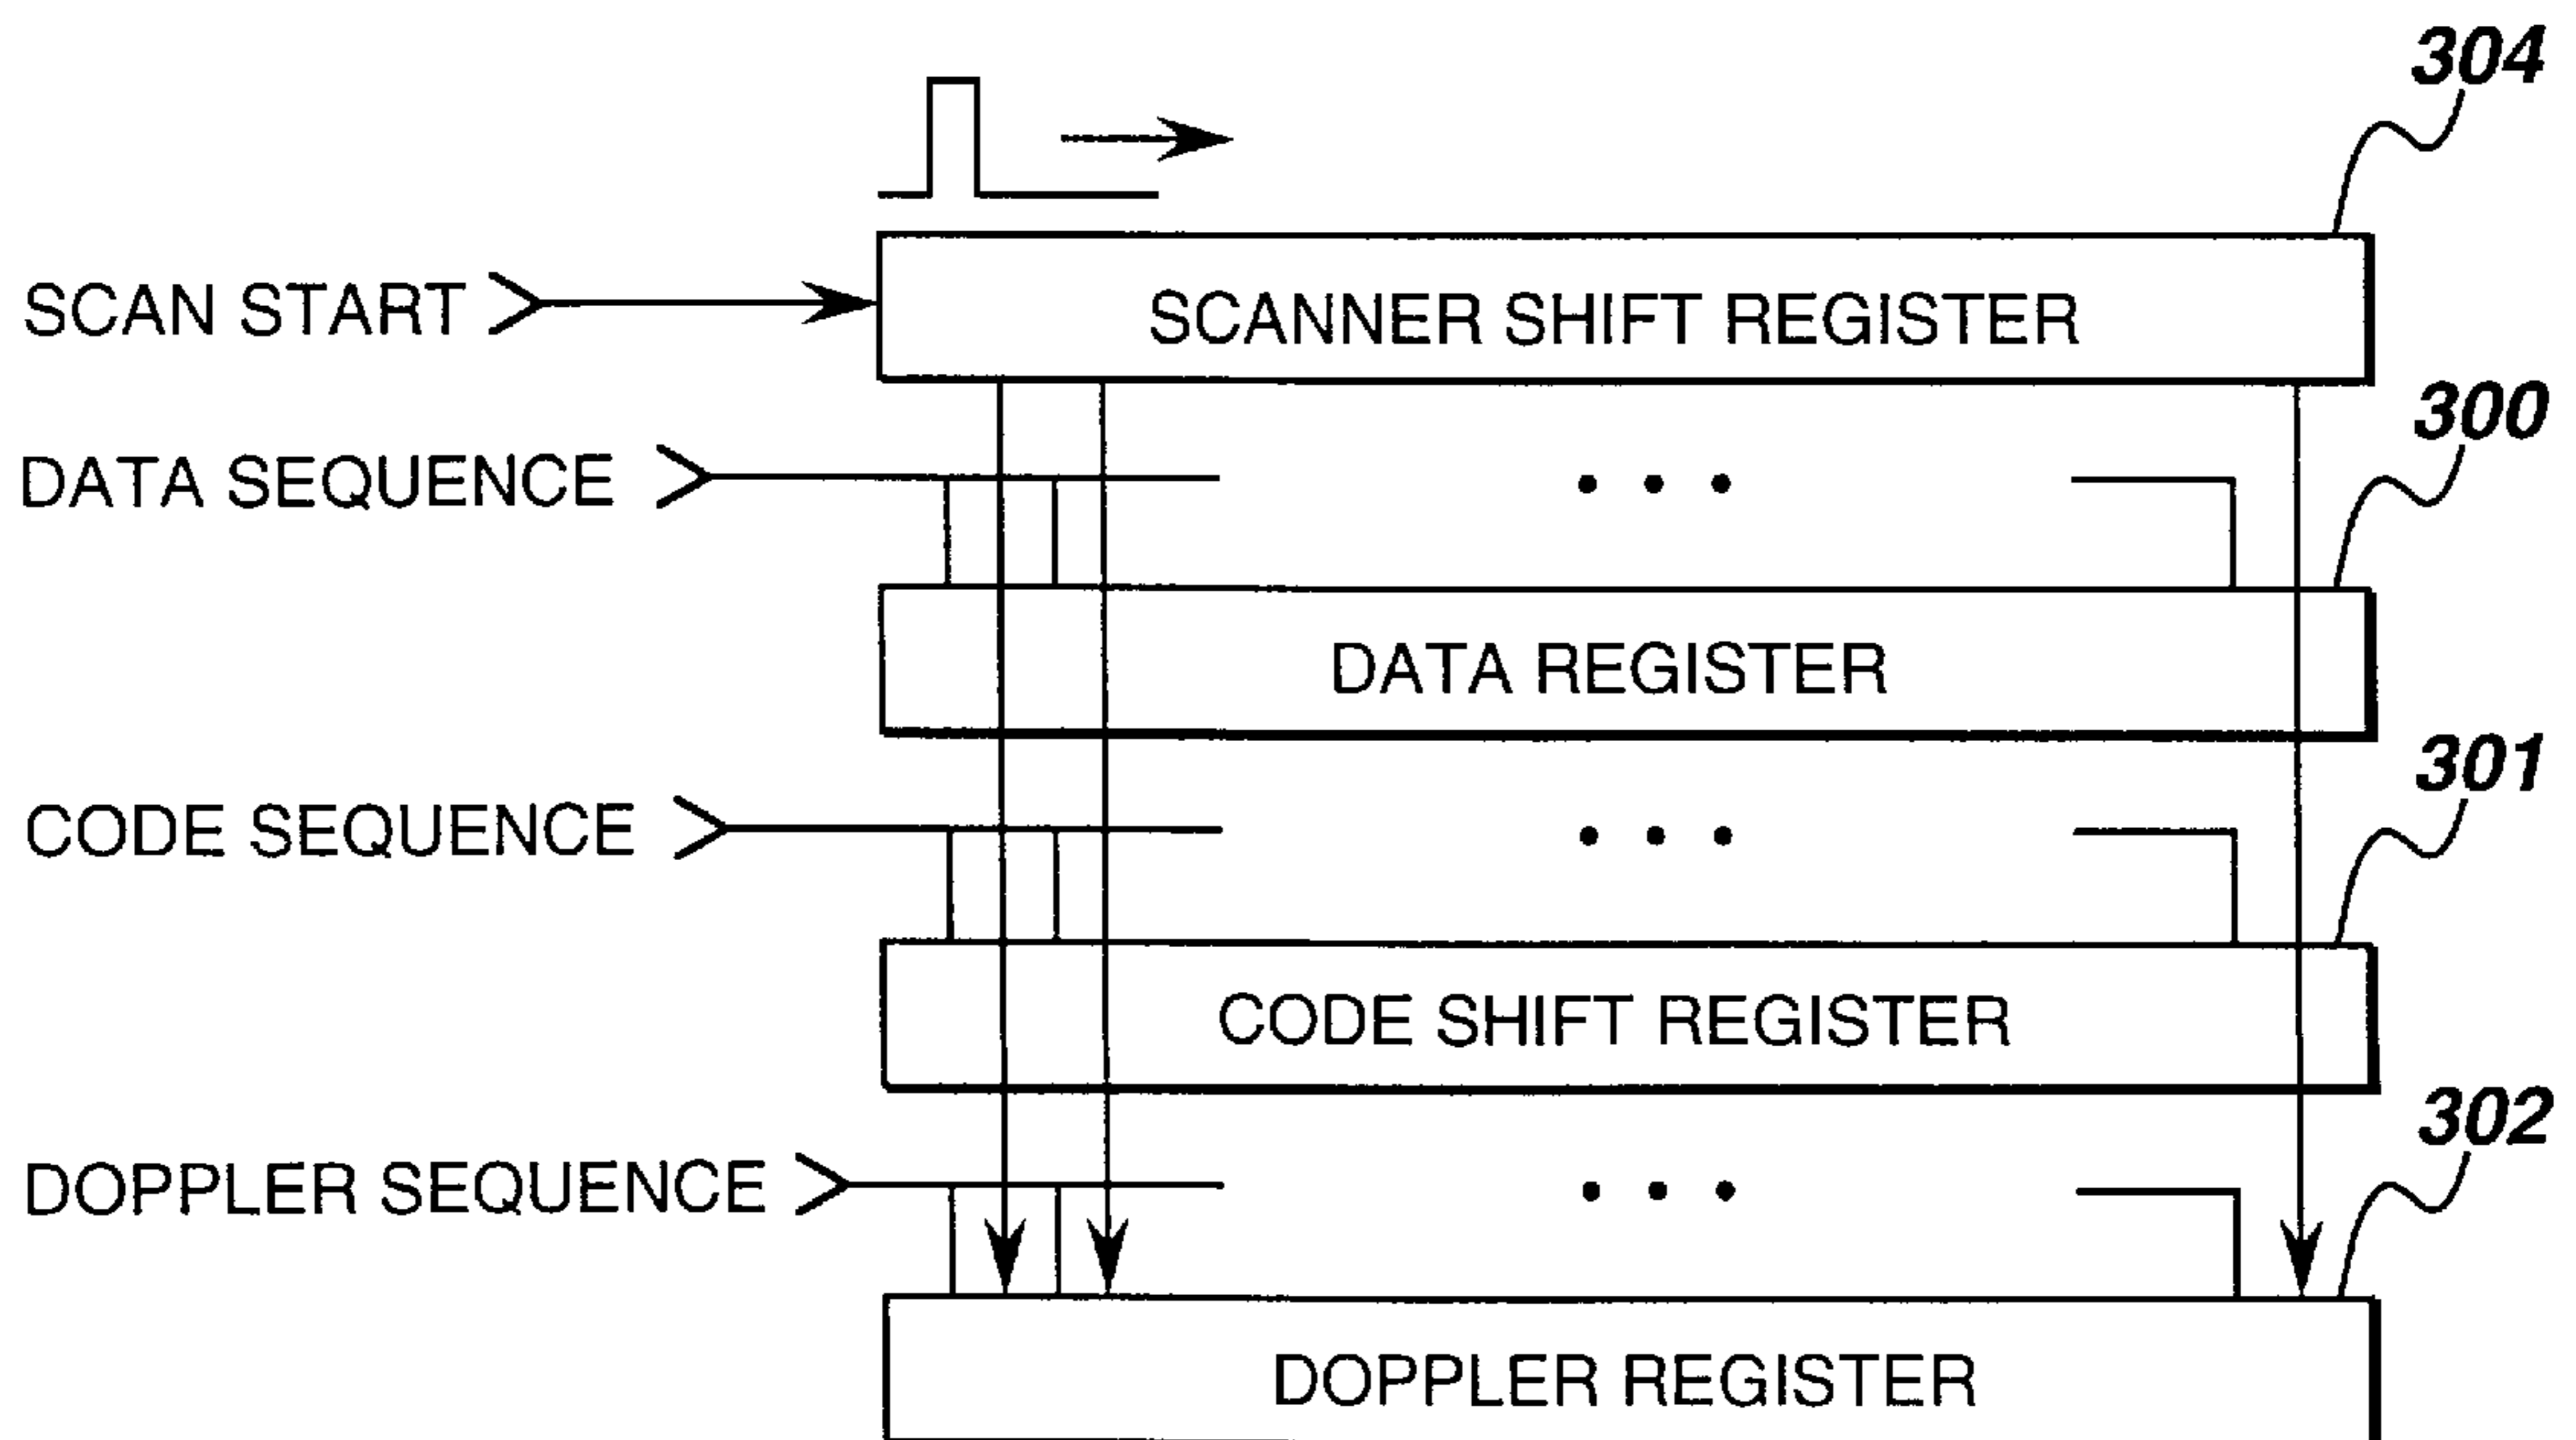 304
SCAN START
SCANNER SHIFT REGISTER
300
DATA SEQUENCE
DATA REGISTER
301
CODE SEQUENCE
CODE SHIFT REGISTER
302
DOPPLER SEQUENCE
DOPPLER REGISTER